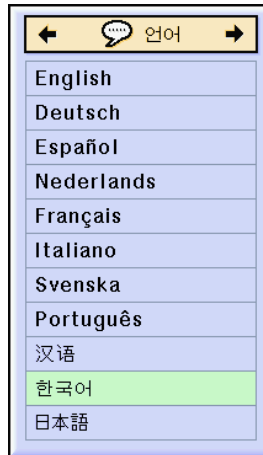 언어
English
Deutsch
Español
Nederlands
Français
Italiano
Svenska
Português
汉语
한국어
日本語